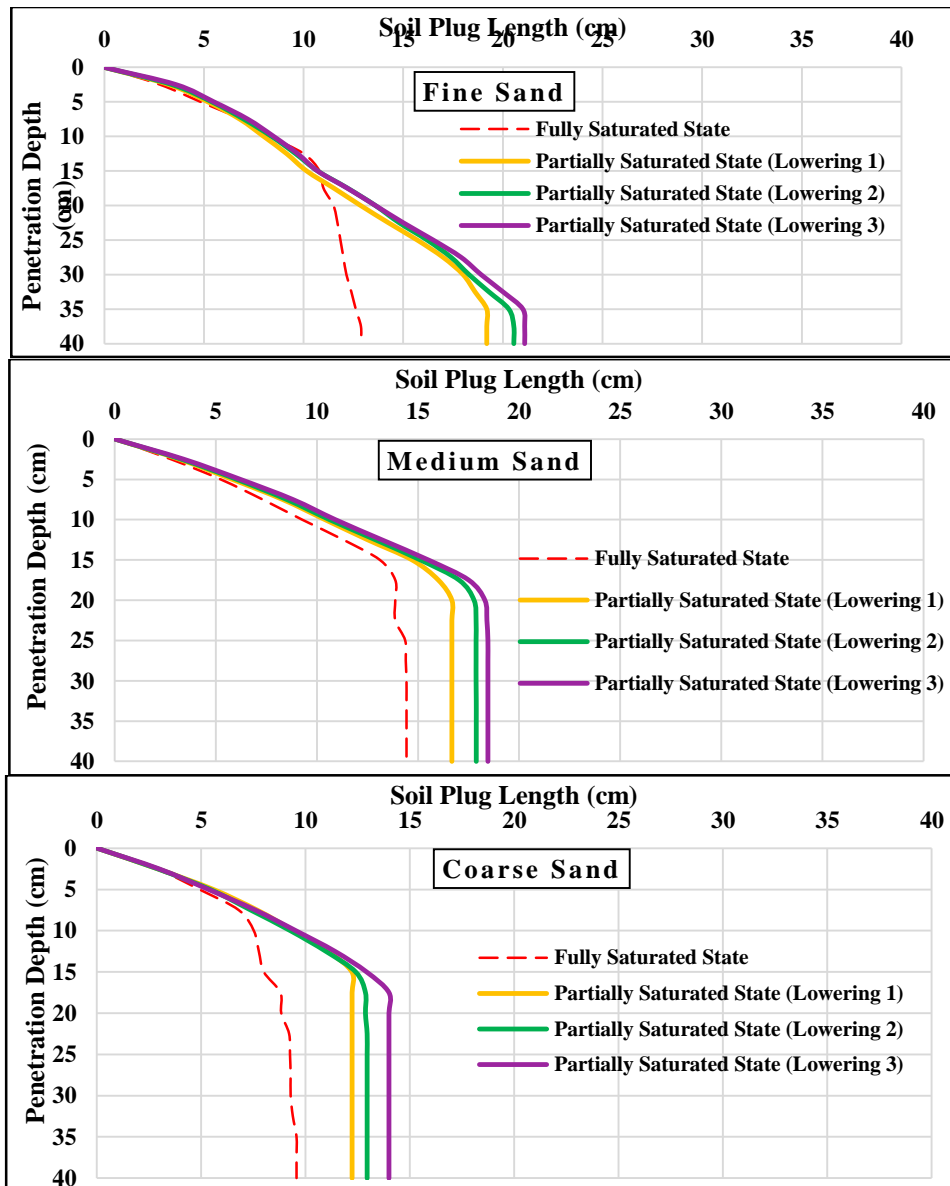 Soil Plug Length (cm)
0 5 10 15 20 25 30 35 40
Penetration Depth
(cm)
0
5
10
15
20
25
30
35
40
Fine Sand
Fully Saturated State
Partially Saturated State (Lowering 1)
Partially Saturated State (Lowering 2)
Partially Saturated State (Lowering 3)
Soil Plug Length (cm)
0 5 10 15 20 25 30 35 40
Penetration Depth (cm)
0
5
10
15
20
25
30
35
40
Medium Sand
Fully Saturated State
Partially Saturated State (Lowering 1)
Partially Saturated State (Lowering 2)
Partially Saturated State (Lowering 3)
Soil Plug Length (cm)
0 5 10 15 20 25 30 35 40
Penetration Depth (cm)
0
5
10
15
20
25
30
35
40
Coarse Sand
Fully Saturated State
Partially Saturated State (Lowering 1)
Partially Saturated State (Lowering 2)
Partially Saturated State (Lowering 3)